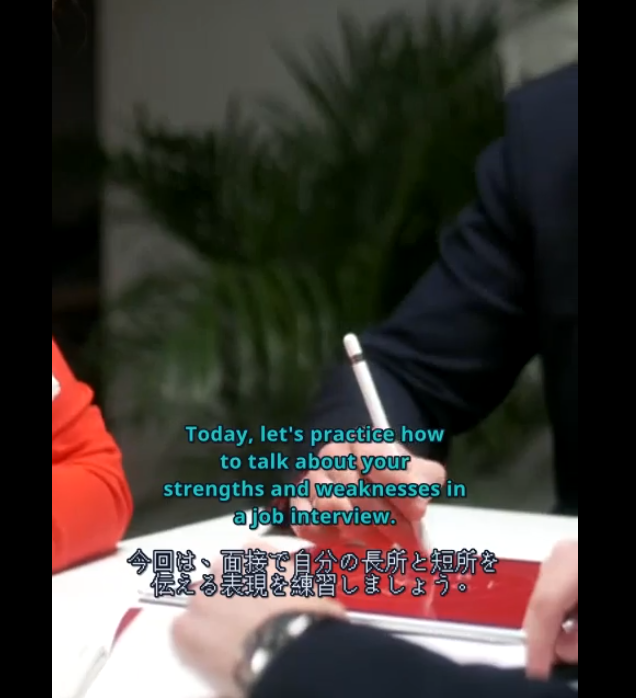 Today, let's practice how
to talk about your
strengths and weaknesses in
a job interview.
今回は、面接で自分の長所と短所を
伝える表現を練習しましょう。